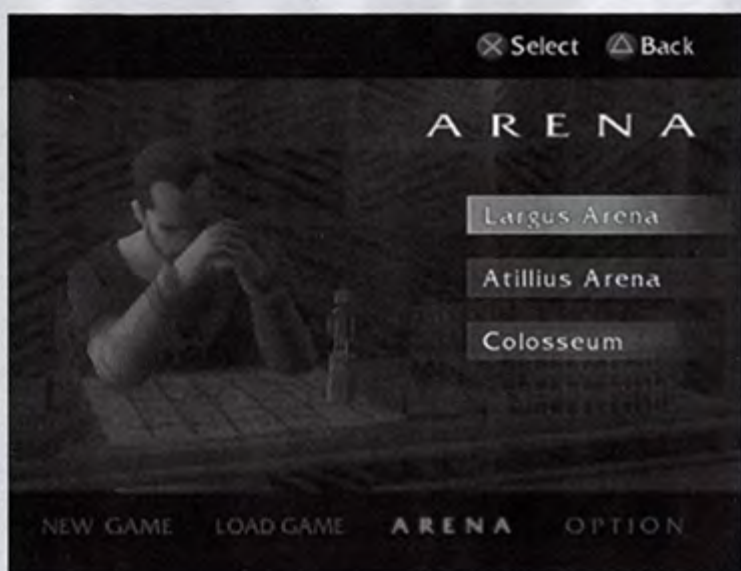 Select Back
ARENA
Largus Arena
Atillius Arena
Colosseum
NEW GAME LOAD GAME ARENA OPTION